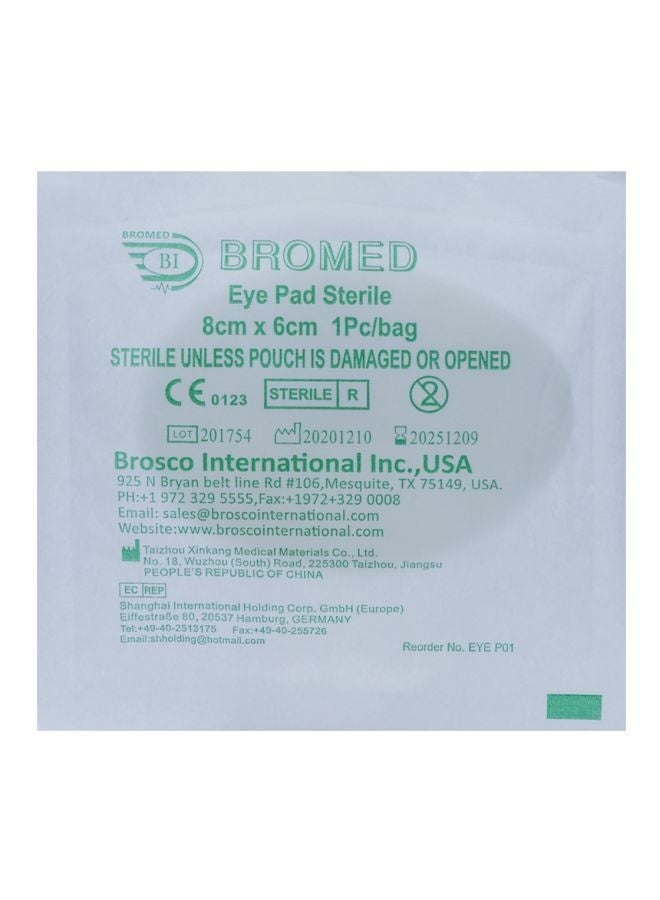 BROMED
BI
BROMED
Eye Pad Sterile
8cm x 6cm 1Pc/bag
STERILE UNLESS POUCH IS DAMAGED OR OPENED
CE 0123 STERILE R 2
LOT 201754 20201210 20251209
Brosco International Inc.,USA
925 N Bryan belt line Rd #106,Mesquite, TX 75149, USA.
PH:+1 972 329 5555,Fax:+1972+329 0008
Email: sales@broscointernational.com
Website:www.broscointernational.com
Taizhou Xinkang Medical Materials Co., Ltd.
No. 18, Wuzhou (South) Road, 225300 Taizhou, Jiangsu
PEOPLE'S REPUBLIC OF CHINA
EC REP
Shanghai International Holding Corp. GmbH (Europe)
Eiffestraße 80, 20537 Hamburg, GERMANY
Tel:+49-40-2513175 Fax:+49-40-255726
Email:shholding@hotmail.com
Reorder No. EYE P01